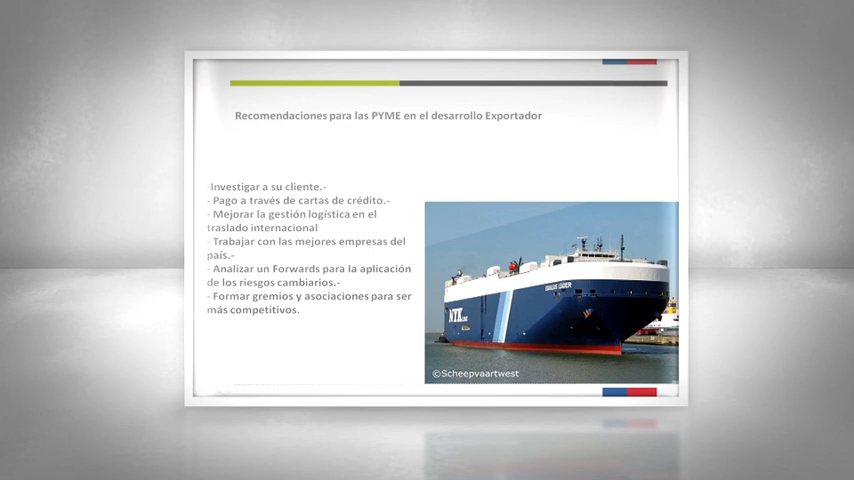 Recomendaciones para las PYME en el desarrollo Exportador
Investigar a su cliente.-
- Pago a través de cartas de crédito.-
- Mejorar la gestión logística en el
traslado internacional
- Trabajar con las mejores empresas del
país.-
- Analizar un Forwards para la aplicación
de los riesgos cambiarios.-
- Formar gremios y asociaciones para ser
más competitivos.
LEADER
NYK LINE
©Scheepvaartwest